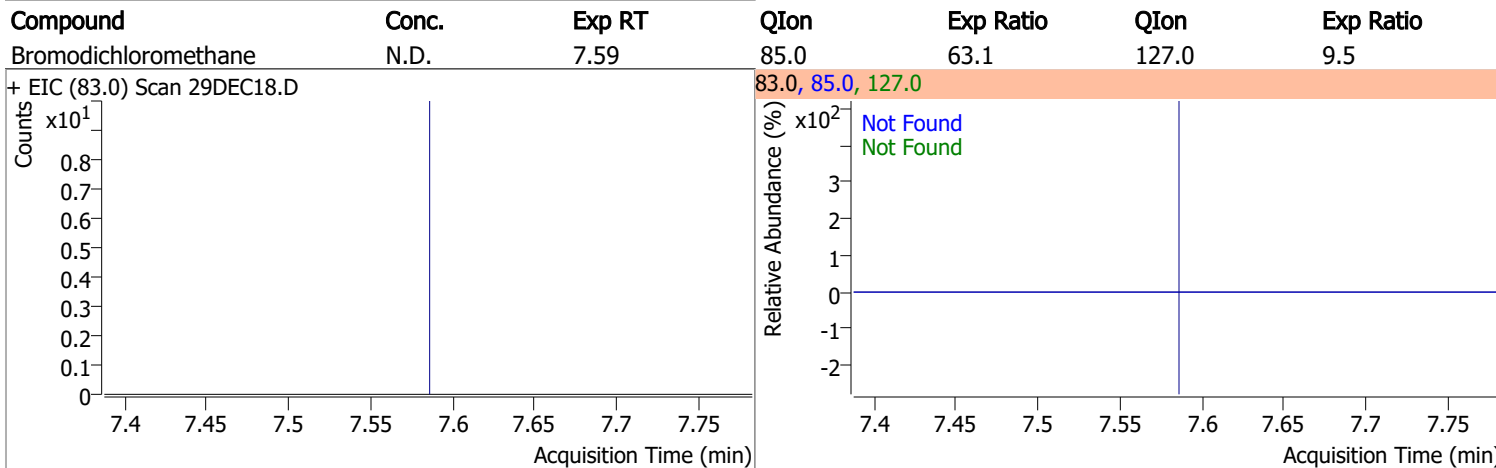 Compound Conc. Exp RT QIon Exp Ratio QIon Exp Ratio
Bromodichloromethane N.D. 7.59 85.0 63.1 127.0 9.5
+ EIC (83.0) Scan 29DEC18.D
Counts
x10¹
0.8
0.7
0.6
0.5
0.4
0.3
0.2
0.1
0
7.4 7.45 7.5 7.55 7.6 7.65 7.7 7.75
Acquisition Time (min)
83.0, 85.0, 127.0
Relative Abundance (%)
x10²
Not Found
Not Found
3
2
1
0
-1
-2
7.4 7.45 7.5 7.55 7.6 7.65 7.7 7.75
Acquisition Time (min)